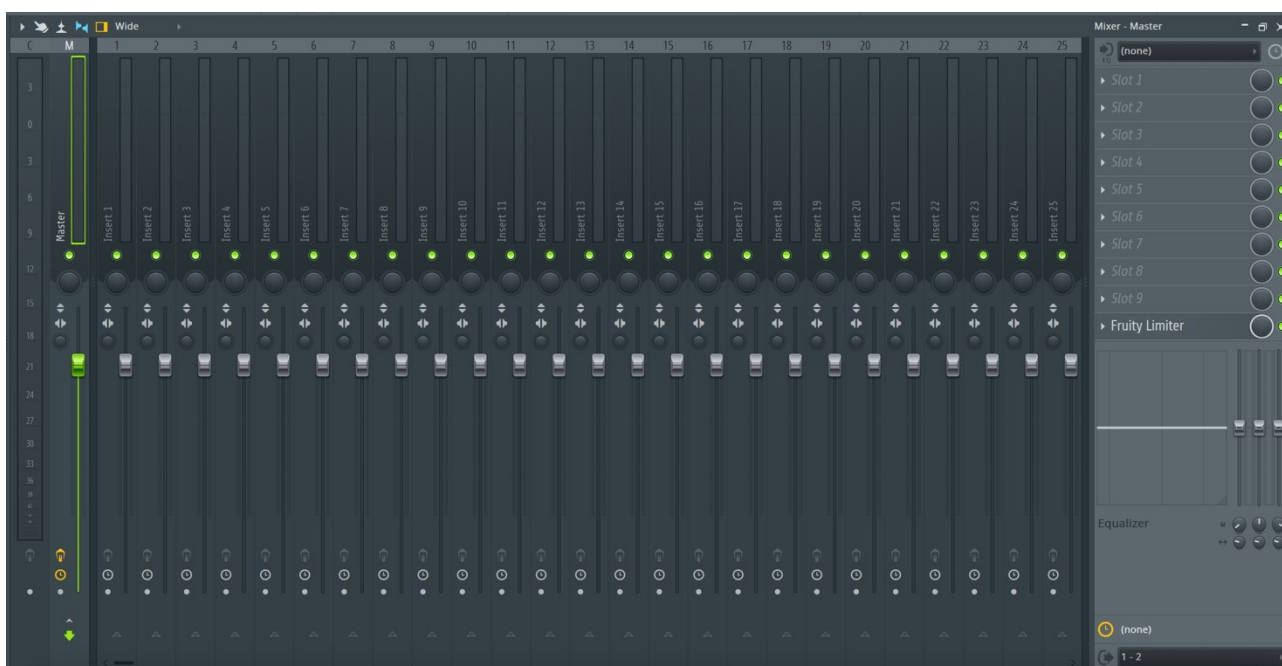 Wide
Mixer - Master
C M 1 2 3 4 5 6 7 8 9 10 11 12 13 14 15 16 17 18 19 20 21 22 23 24 25
(none)
Slot 1
Slot 2
Slot 3
Slot 4
Slot 5
Slot 6
Slot 7
Slot 8
Slot 9
Fruity Limiter
3
0
3
6
9
12
15
18
21
24
27
30
33
36
Master
Insert 1
Insert 2
Insert 3
Insert 4
Insert 5
Insert 6
Insert 7
Insert 8
Insert 9
Insert 10
Insert 11
Insert 12
Insert 13
Insert 14
Insert 15
Insert 16
Insert 17
Insert 18
Insert 19
Insert 20
Insert 21
Insert 22
Insert 23
Insert 24
Insert 25
Equalizer
(none)
1 - 2